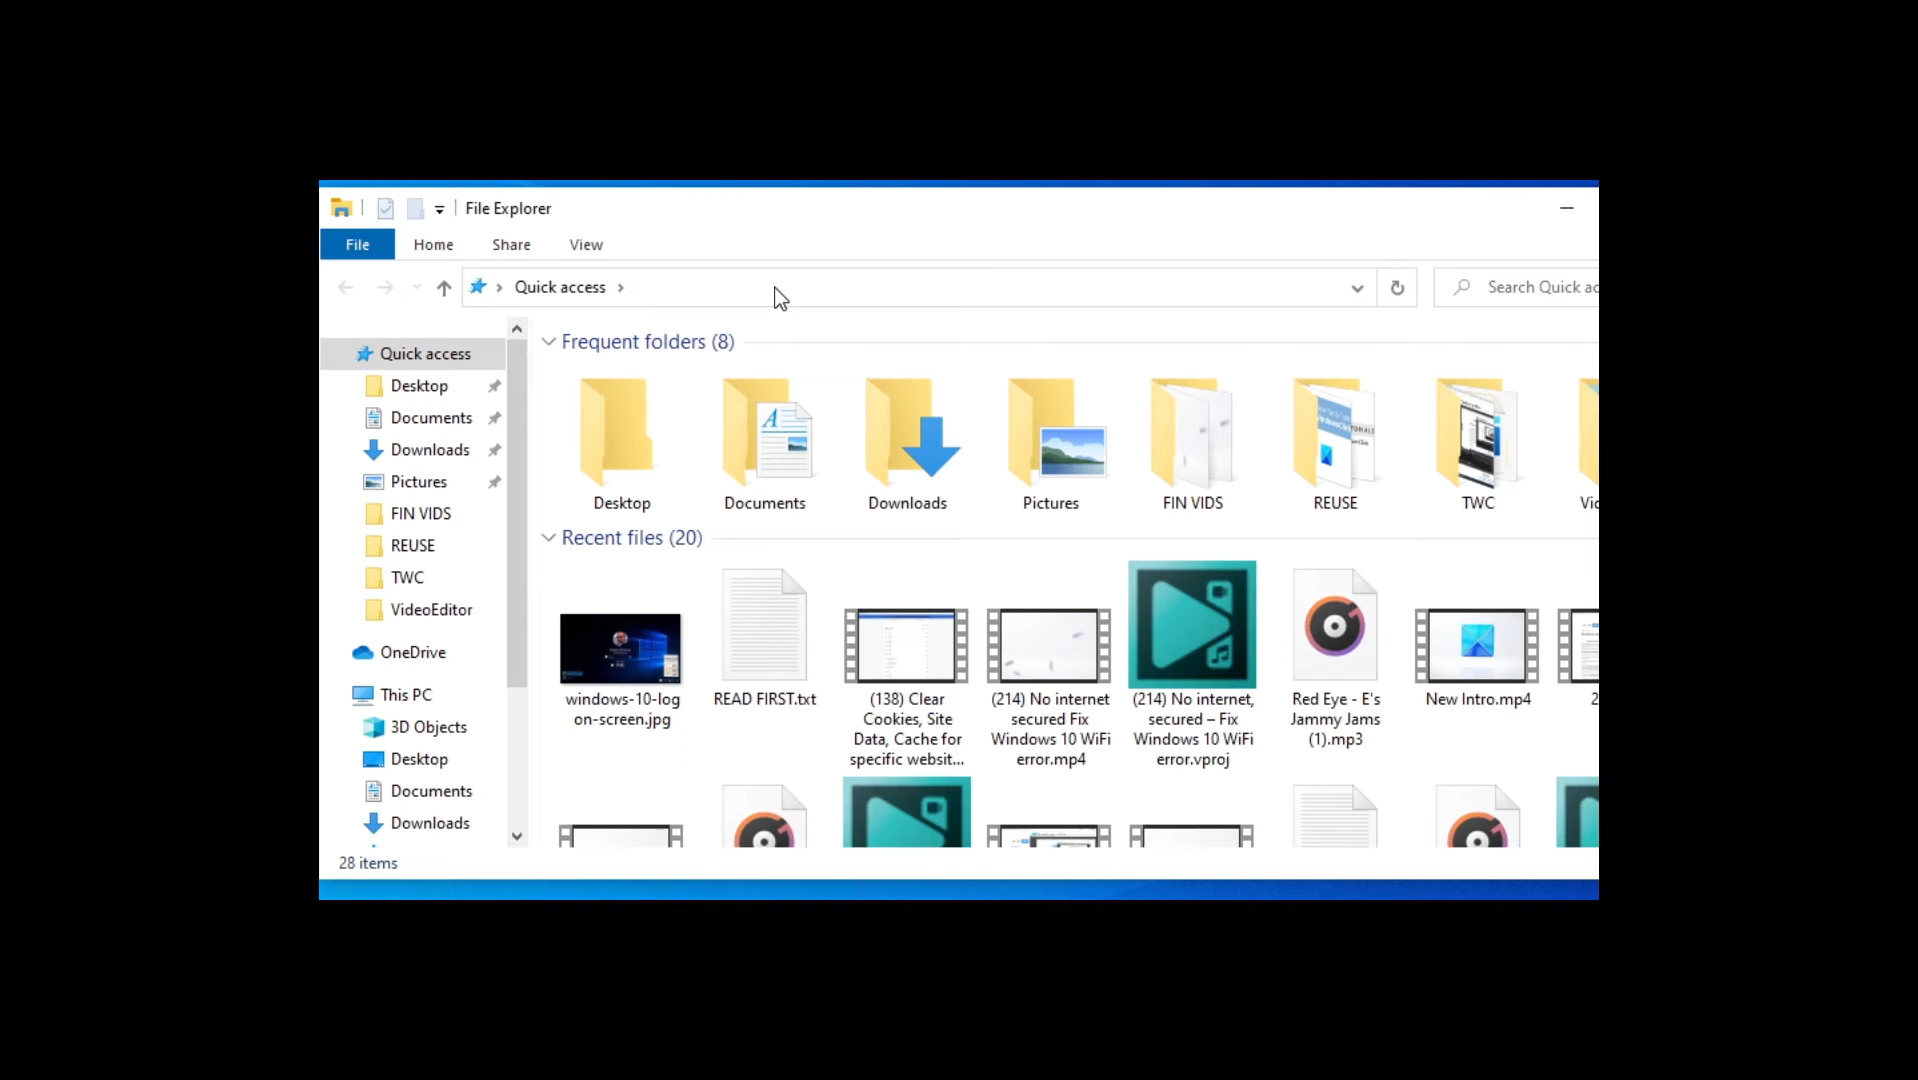 File Explorer
File Home Share View
Quick access
Search Quick ac
Quick access
Desktop
Documents
Downloads
Pictures
FIN VIDS
REUSE
TWC
VideoEditor
OneDrive
This PC
3D Objects
Desktop
Documents
Downloads
Frequent folders (8)
Desktop Documents Downloads Pictures FIN VIDS REUSE TWC
Recent files (20)
windows-10-log
on-screen.jpg
READ FIRST.txt
(138) Clear
Cookies, Site
Data, Cache for
specific websit...
(214) No internet
secured Fix
Windows 10 WiFi
error.mp4
(214) No internet,
secured – Fix
Windows 10 WiFi
error.vproj
Red Eye - E's
Jammy Jams
(1).mp3
New Intro.mp4
28 items